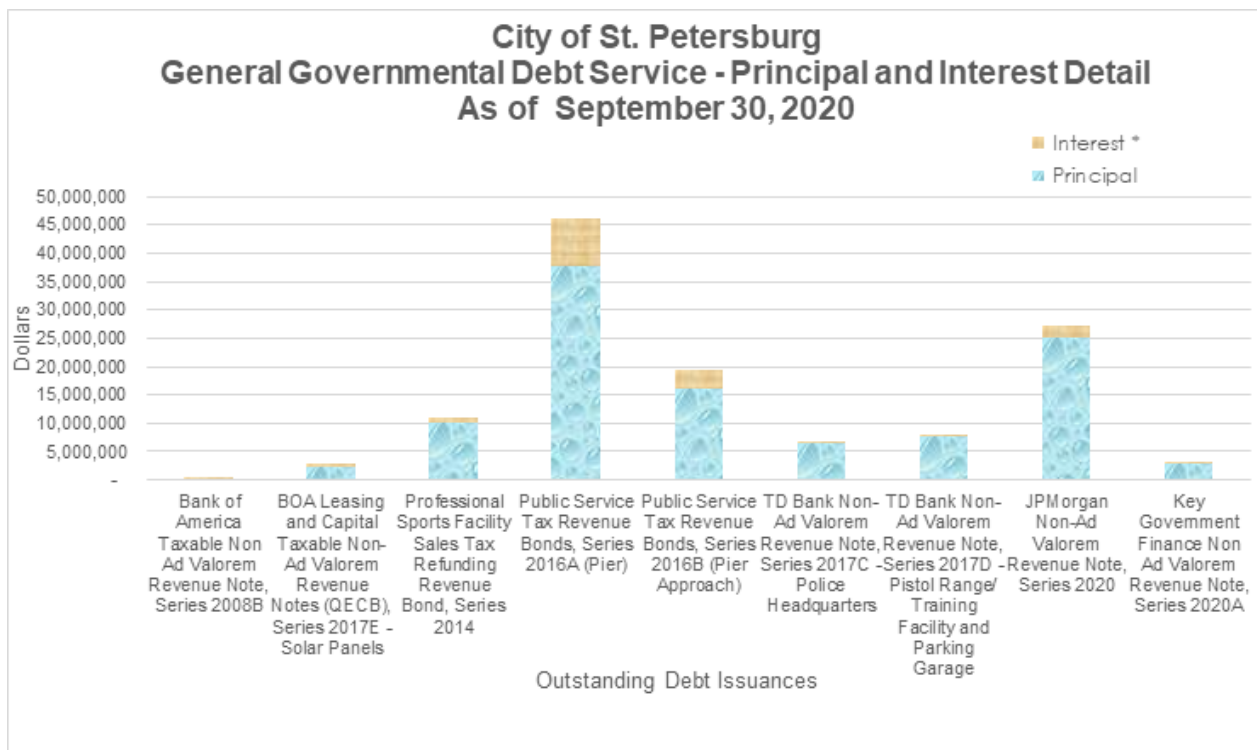 City of St. Petersburg
General Governmental Debt Service - Principal and Interest Detail
As of September 30, 2020
Interest *
Principal
50,000,000
45,000,000
40,000,000
35,000,000
30,000,000
25,000,000
20,000,000
15,000,000
10,000,000
5,000,000
-
Dollars
Bank of
America
Taxable Non
Ad Valorem
Revenue Note,
Series 2008B
BOA Leasing
and Capital
Taxable Non-
Ad Valorem
Revenue
Notes (QECB),
Series 2017E -
Solar Panels
Professional
Sports Facility
Sales Tax
Refunding
Revenue
Bond, Series
2014
Public Service
Tax Revenue
Bonds, Series
2016A (Pier)
Public Service
Tax Revenue
Bonds, Series
2016B (Pier
Approach)
TD Bank Non-
Ad Valorem
Revenue Note,
Series 2017C -
Police
Headquarters
TD Bank Non-
Ad Valorem
Revenue Note,
Series 2017D -
Pistol Range/
Training
Facility and
Parking
Garage
JPMorgan
Non-Ad
Valorem
Revenue Note,
Series 2020
Key
Government
Finance Non
Ad Valorem
Revenue Note,
Series 2020A
Outstanding Debt Issuances